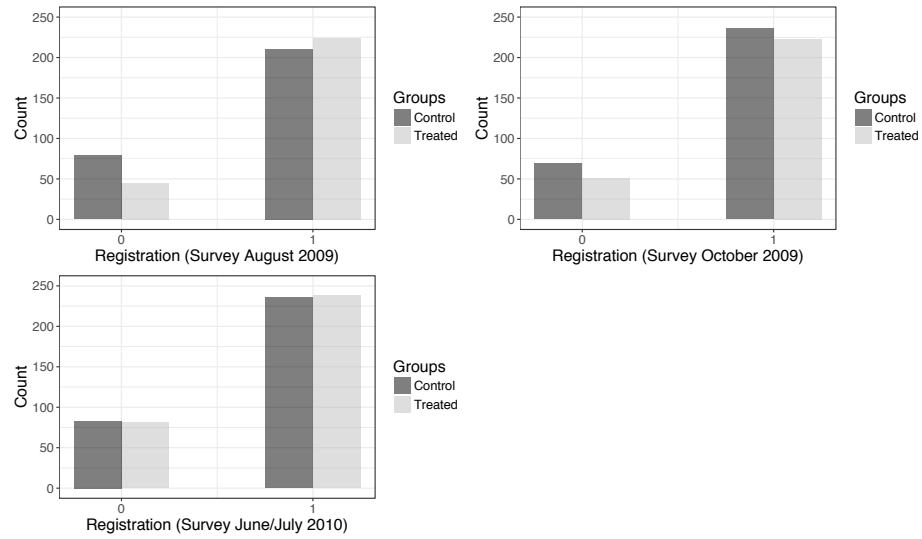 250
200
150
100
50
0
Count
0 1
Registration (Survey August 2009)
Groups
Control
Treated
250
200
150
100
50
0
Count
0 1
Registration (Survey October 2009)
Groups
Control
Treated
250
200
150
100
50
0
Count
0 1
Registration (Survey June/July 2010)
Groups
Control
Treated